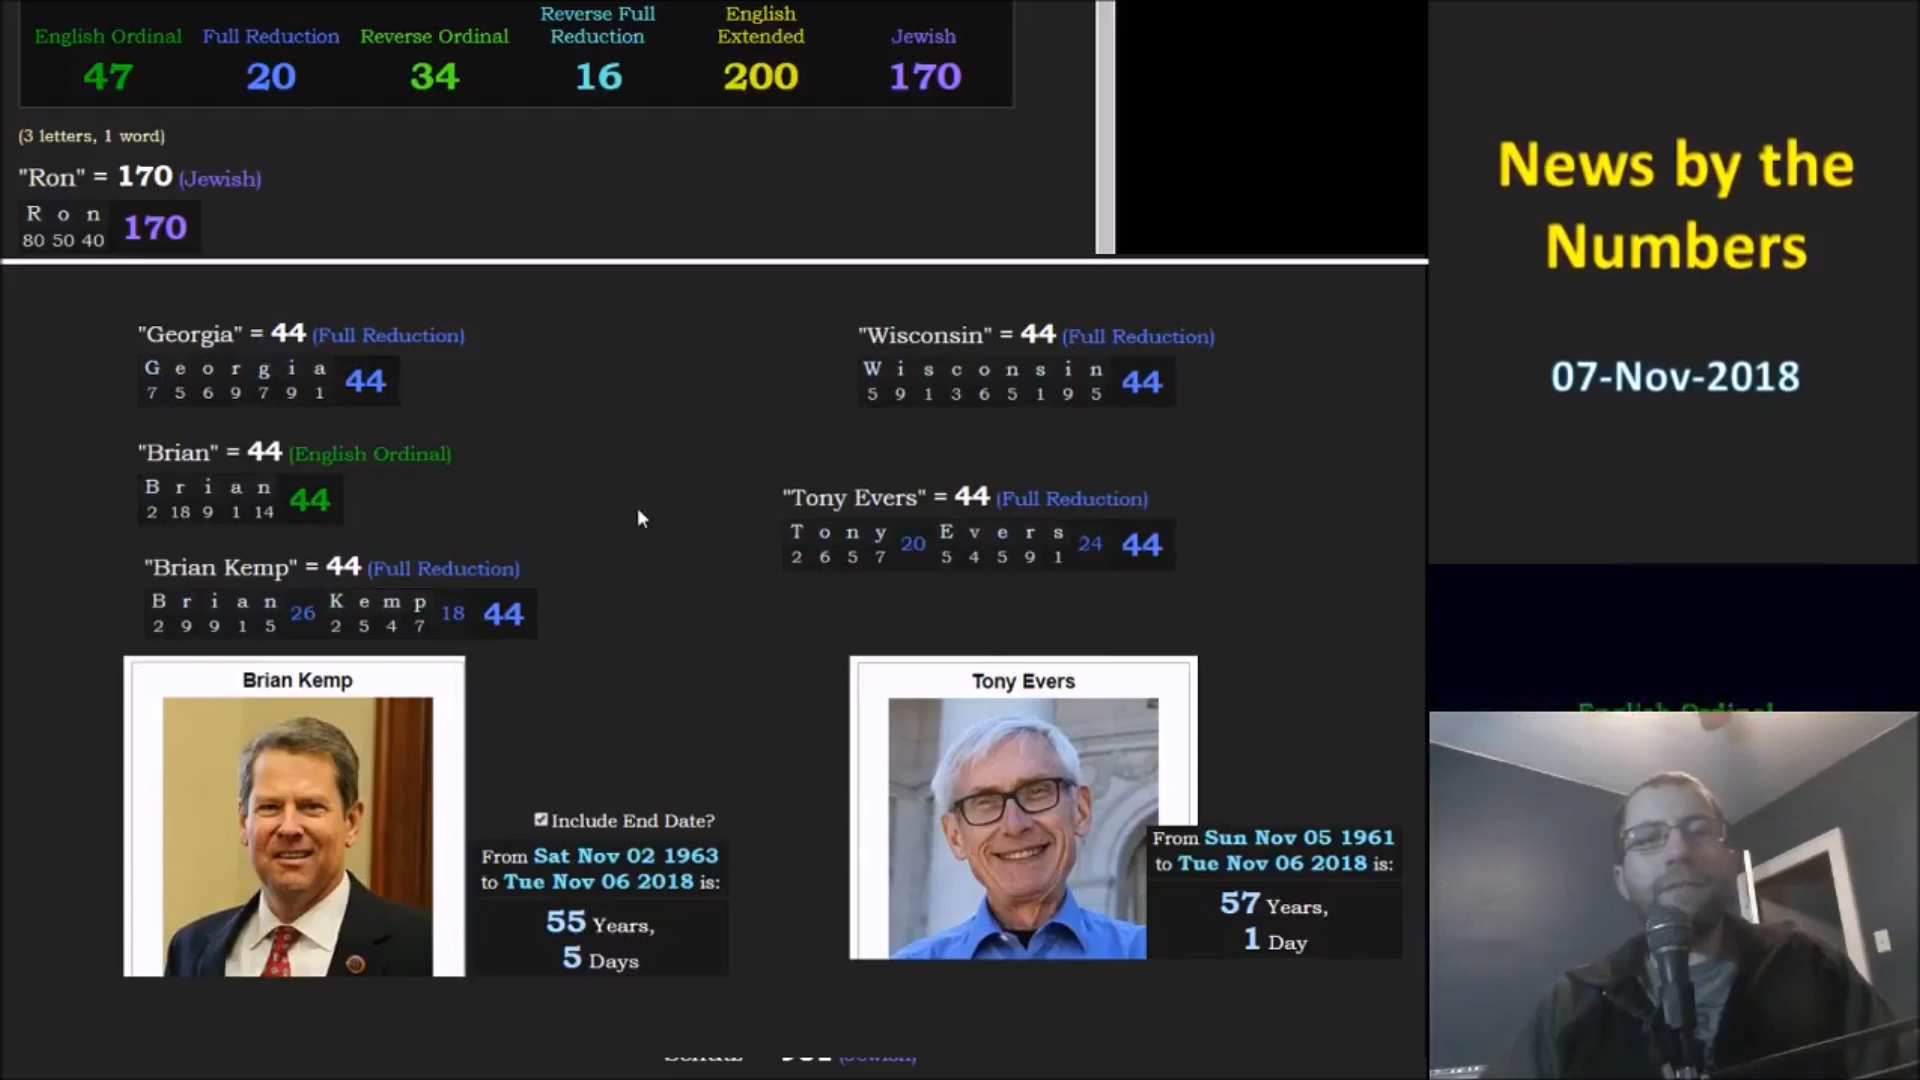 English Ordinal Full Reduction Reverse Ordinal Reverse Full Reduction English Extended Jewish
47 20 34 16 200 170
(3 letters, 1 word)
"Ron" = 170 (Jewish)
R o n 170
80 50 40
"Georgia" = 44 (Full Reduction)
G e o r g i a 44
7 5 6 9 7 9 1
"Brian" = 44 (English Ordinal)
B r i a n 44
2 18 9 1 14
"Brian Kemp" = 44 (Full Reduction)
B r i a n 26 K e m p 18 44
2 9 9 1 5 2 5 4 7
Brian Kemp
Include End Date?
From Sat Nov 02 1963
to Tue Nov 06 2018 is:
55 Years,
5 Days
"Wisconsin" = 44 (Full Reduction)
W i s c o n s i n 44
5 9 1 3 6 5 1 9 5
"Tony Evers" = 44 (Full Reduction)
T o n y 20 E v e r s 24 44
2 6 5 7 5 4 5 9 1
Tony Evers
From Sun Nov 05 1961
to Tue Nov 06 2018 is:
57 Years,
1 Day
News by the
Numbers
07-Nov-2018
English Ordinal
(Jewish)